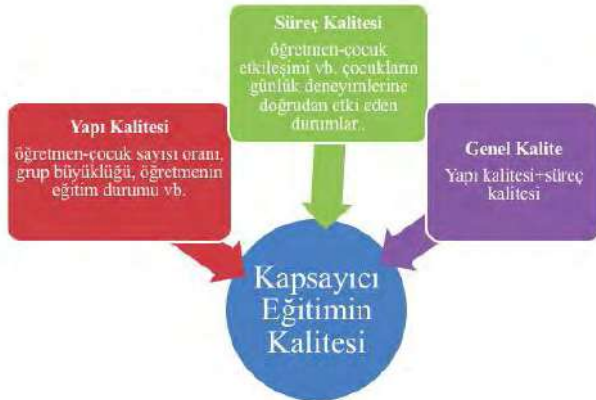 Süreç Kalitesi
öğretmen-çocuk
etkileşimi vb. çocukların
günlük deneyimlerine
doğrudan etki eden
durumlar..
Yapı Kalitesi
öğretmen-çocuk sayısı oranı,
grup büyüklüğü, öğretmenin
eğitim durumu vb.
Genel Kalite
Yapı kalitesi+süreç
kalitesi
Kapsayıcı
Eğitimin
Kalitesi